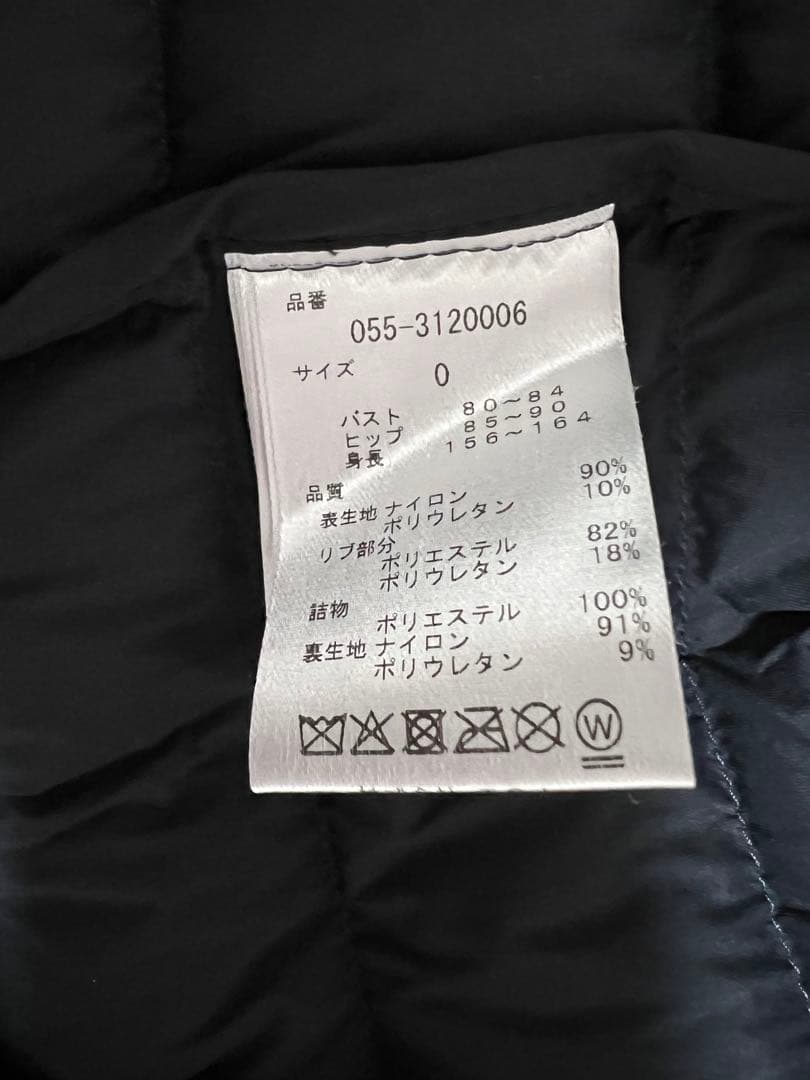 品番
055-3120006
サイズ 0
バスト 80～84
ヒップ 85～90
身長 156～164
品質
表生地 ナイロン 90%
ポリウレタン 10%
リブ部分 ポリエステル 82%
ポリウレタン 18%
詰物 ポリエステル 100%
裏生地 ナイロン 91%
ポリウレタン 9%
W